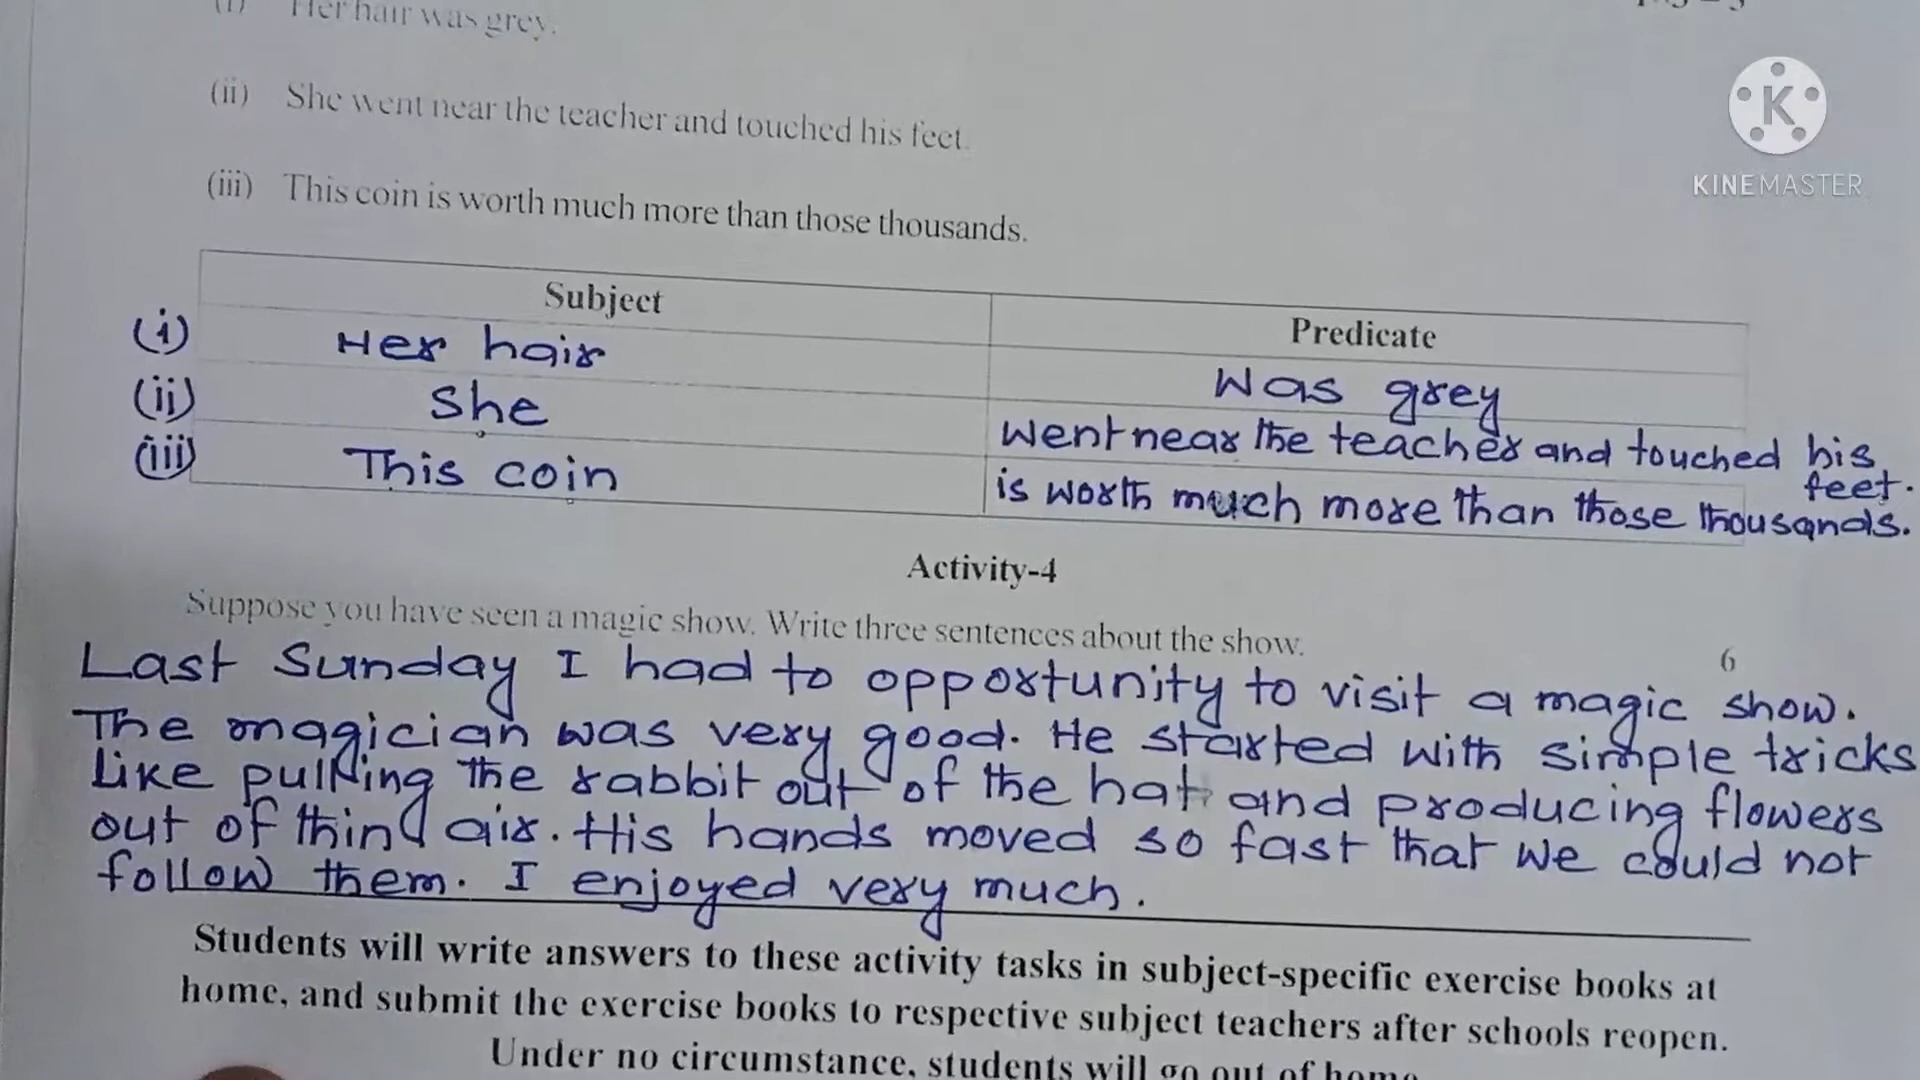 (i) Her hair was grey.
(ii) She went near the teacher and touched his feet.
KINEMASTER
(iii) This coin is worth much more than those thousands.
Subject Predicate
(i) Her hair Was grey
(ii) She went near the teacher and touched his feet.
(iii) This coin is worth much more than those thousands.
Activity-4
Suppose you have seen a magic show. Write three sentences about the show. 6
Last Sunday I had to opportunity to visit a magic show.
The magician was very good. He started with simple tricks
like pulling the rabbit out of the hat and producing flowers
out of thin air. His hands moved so fast that we could not
follow them. I enjoyed very much.
Students will write answers to these activity tasks in subject-specific exercise books at
home, and submit the exercise books to respective subject teachers after schools reopen.
Under no circumstance, students will go out of home